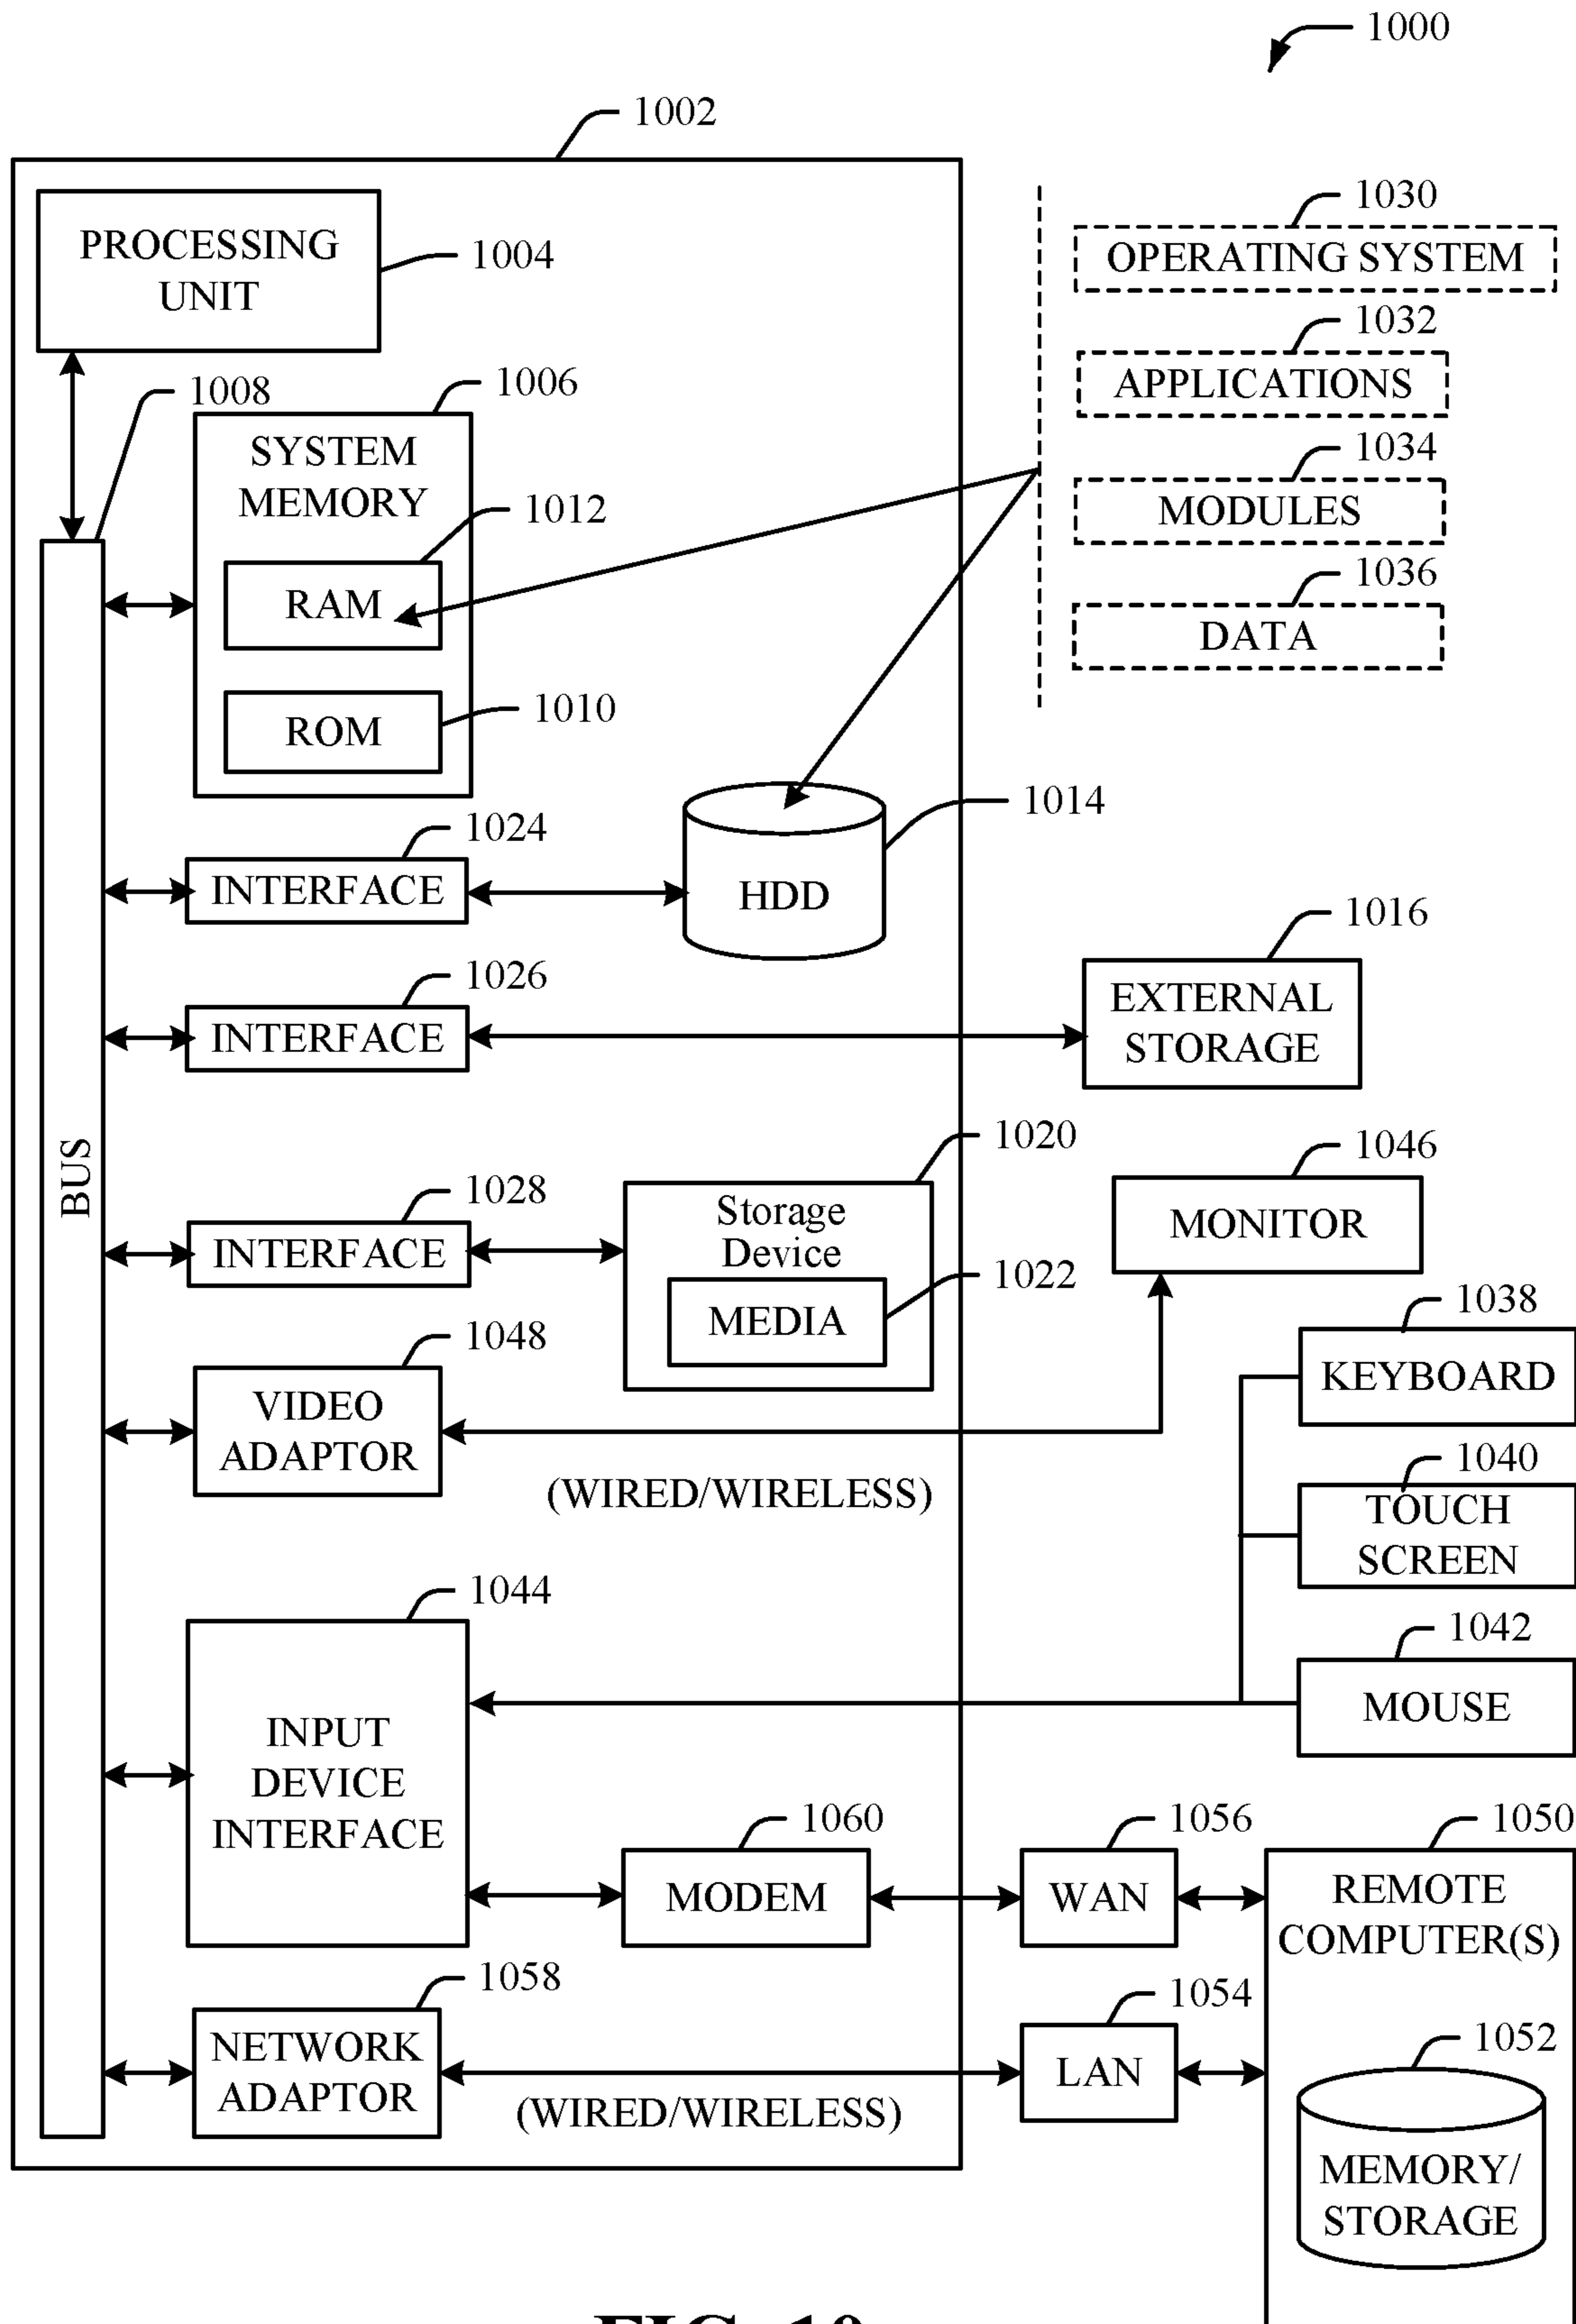 1000
1002
PROCESSING
UNIT
1004
1030
OPERATING SYSTEM
1032
APPLICATIONS
1034
MODULES
1036
DATA
1008
1006
SYSTEM
MEMORY
1012
RAM
1010
ROM
1014
HDD
1024
INTERFACE
1016
EXTERNAL
STORAGE
1026
INTERFACE
BUS
1020
Storage
Device
1022
MEDIA
1046
MONITOR
1028
INTERFACE
1038
KEYBOARD
1048
VIDEO
ADAPTOR
(WIRED/WIRELESS)
1040
TOUCH
SCREEN
1044
INPUT
DEVICE
INTERFACE
1042
MOUSE
1060
MODEM
1056
WAN
1050
REMOTE
COMPUTER(S)
1058
NETWORK
ADAPTOR
(WIRED/WIRELESS)
1054
LAN
1052
MEMORY/
STORAGE
FIG. 10